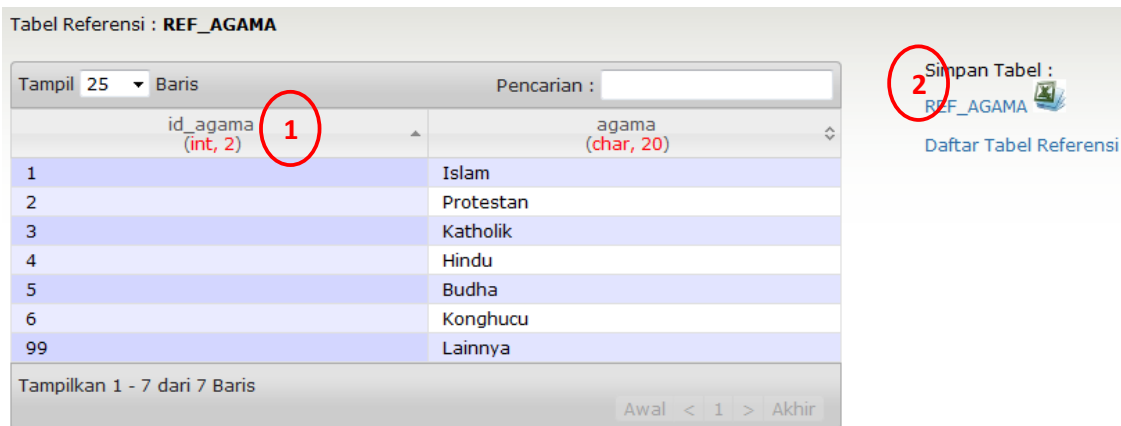 Tabel Referensi : REF_AGAMA
Tampil 25 Baris Pencarian :
id_agama agama
(int, 2) (char, 20)
1
1 Islam
2 Protestan
3 Katholik
4 Hindu
5 Budha
6 Konghucu
99 Lainnya
Tampilkan 1 - 7 dari 7 Baris
Awal < 1 > Akhir
2
Simpan Tabel :
REF_AGAMA
Daftar Tabel Referensi